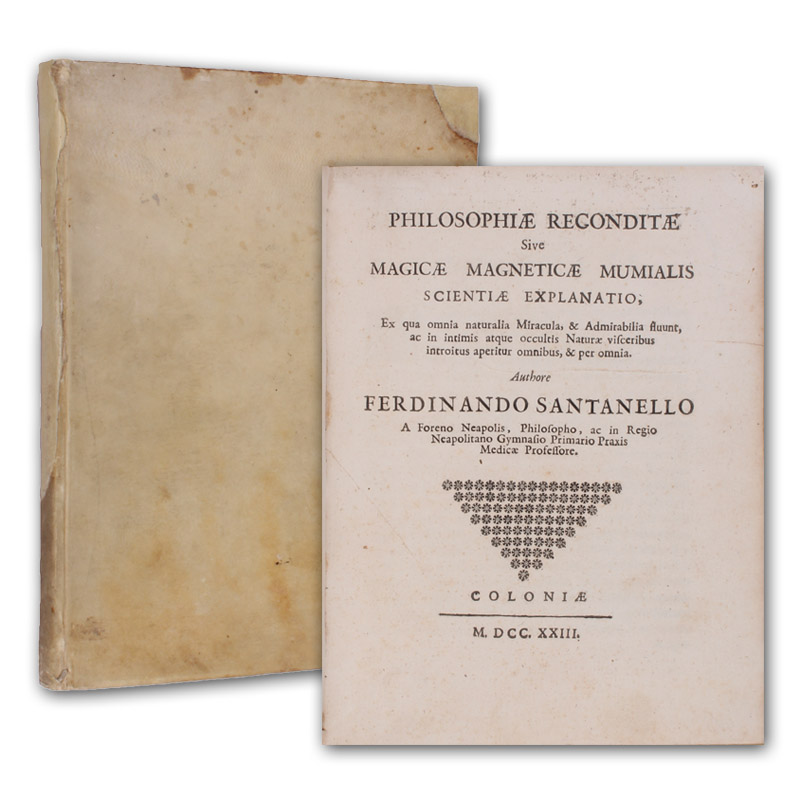 PHILOSOPHIÆ RECONDITÆ
Sive
MAGICÆ MAGNETICÆ MUMIALIS
SCIENTIÆ EXPLANATIO,
Ex qua omnia naturalia Miracula, & Admirabilia fluunt,
ac in intimis atque occultis Naturæ viſceribus
introitus aperitur omnibus, & per omnia.
Authore
FERDINANDO SANTANELLO
A Foreno Neapolis, Philoſopho, ac in Regio
Neapolitano Gymnaſio Primario Praxis
Medicæ Profeſſore.
COLONIÆ
M. DCC. XXIII.